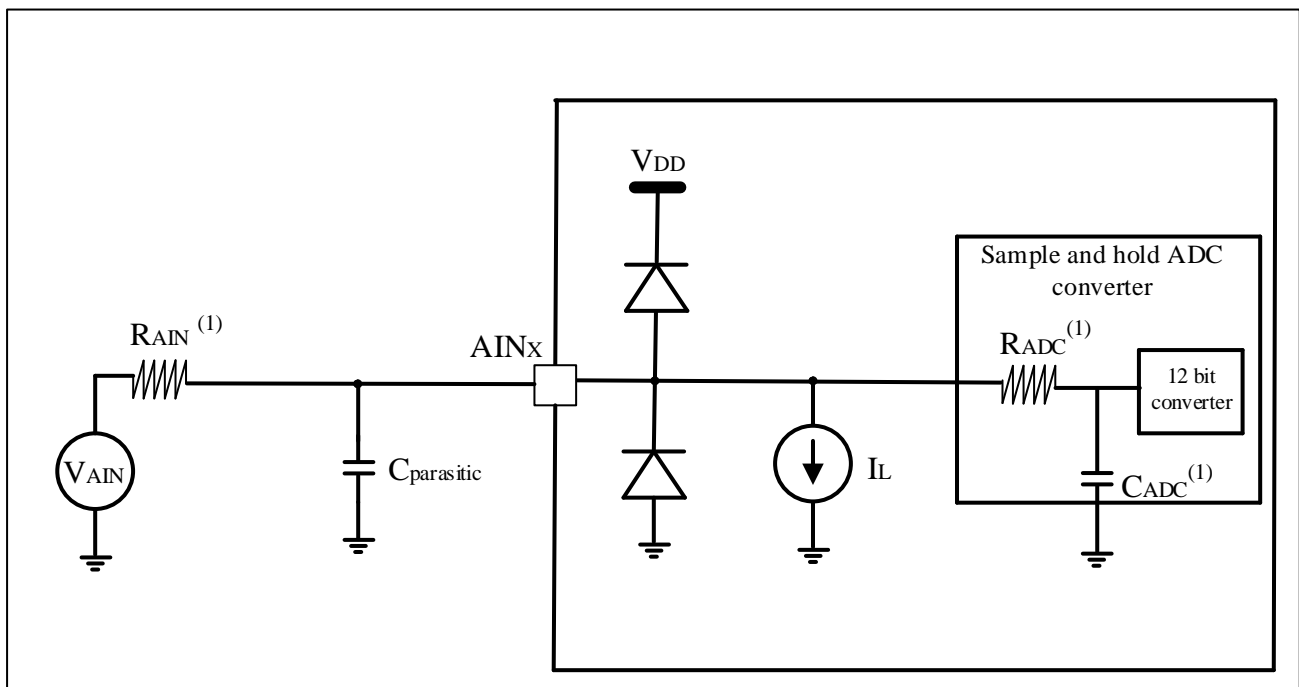 VDD
Sample and hold ADC
converter
RAIN (1)
AINX
RADC(1)
12 bit
converter
VAIN
Cparasitic
IL
CADC(1)